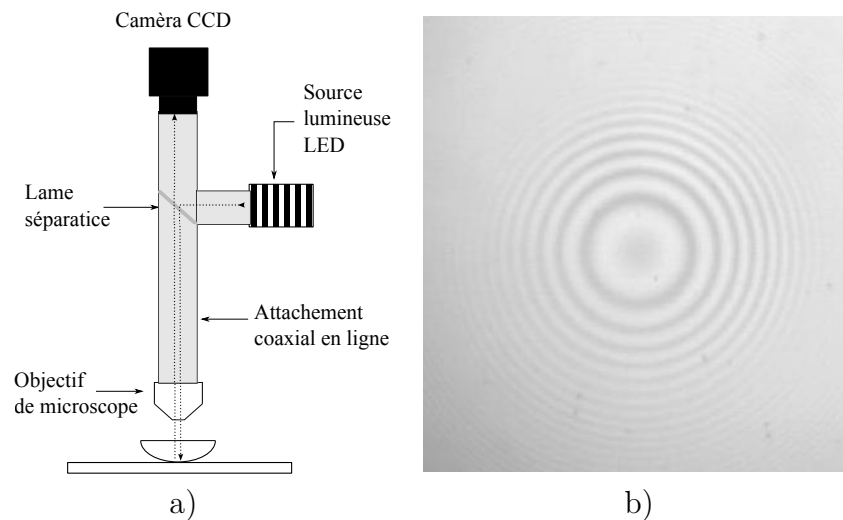 Camèra CCD
Source
lumineuse
LED
Lame
séparatice
Attachement
coaxial en ligne
Objectif
de microscope
a)
b)